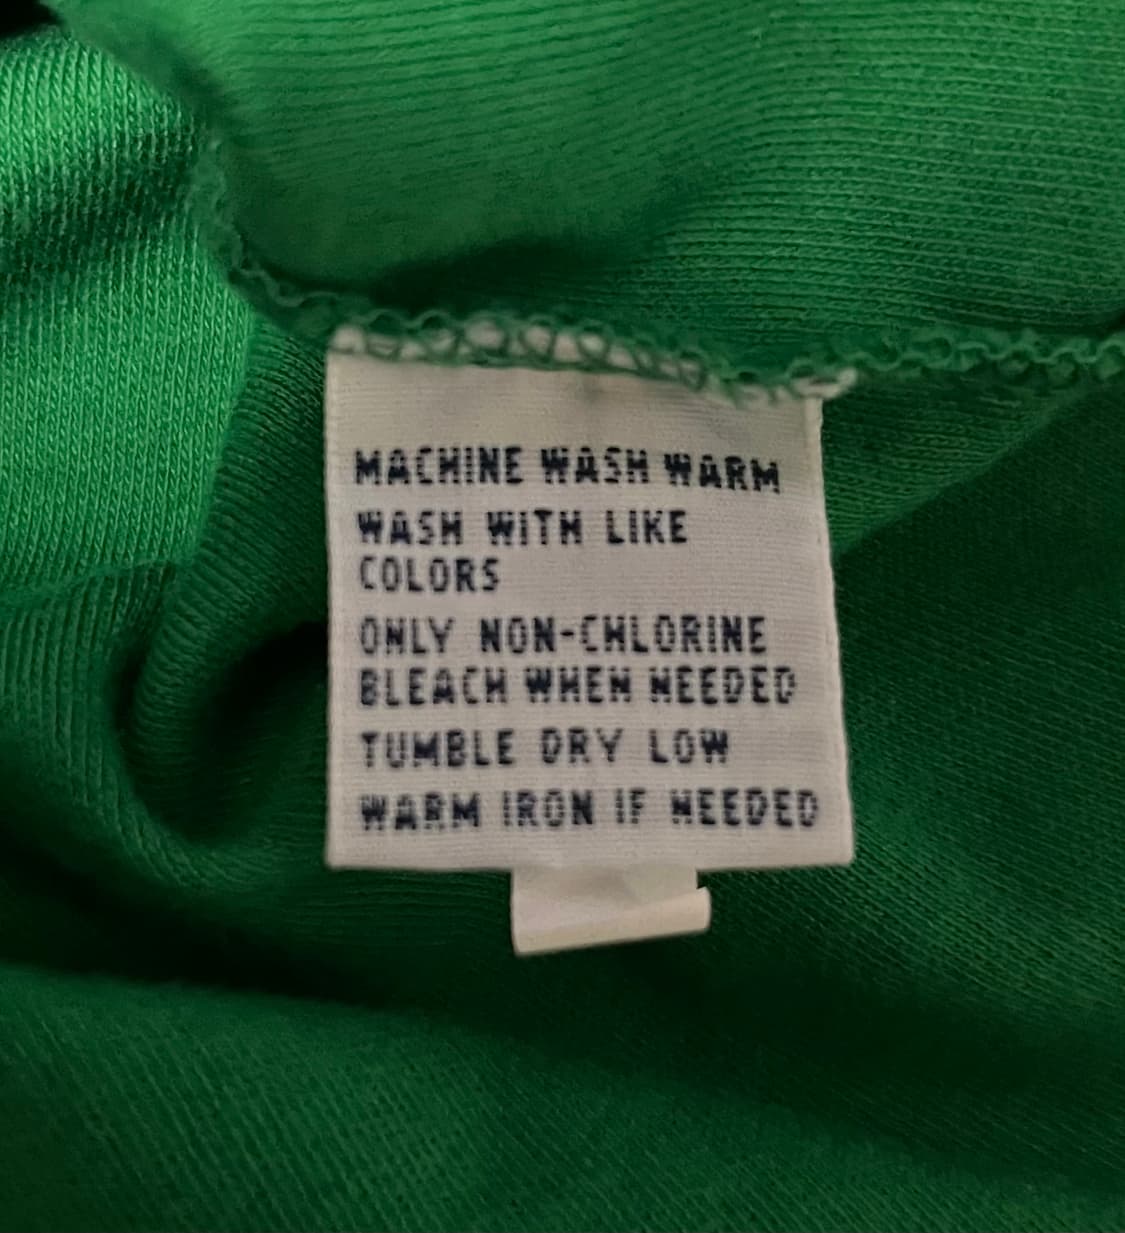 MACHINE WASH WARM
WASH WITH LIKE
COLORS
ONLY NON-CHLORINE
BLEACH WHEN NEEDED
TUMBLE DRY LOW
WARM IRON IF NEEDED